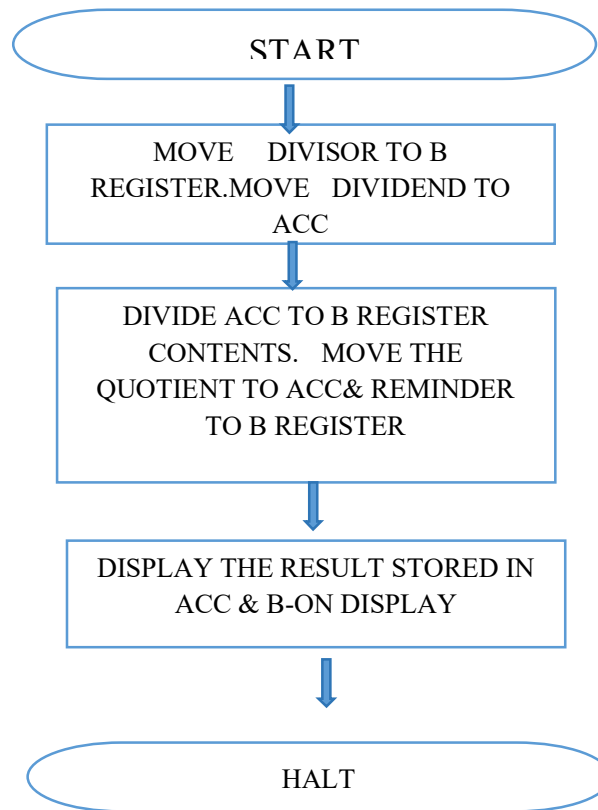 START
MOVE DIVISOR TO B
REGISTER.MOVE DIVIDEND TO
ACC
DIVIDE ACC TO B REGISTER
CONTENTS. MOVE THE
QUOTIENT TO ACC& REMINDER
TO B REGISTER
DISPLAY THE RESULT STORED IN
ACC & B-ON DISPLAY
HALT